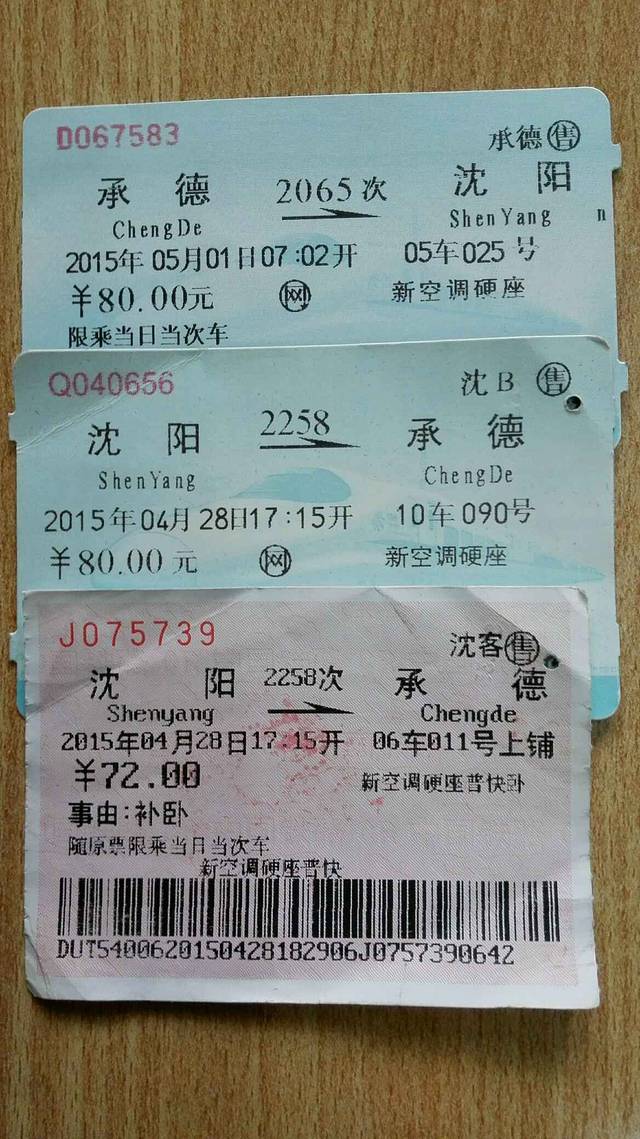 D067583 承德售
承德 2065次 沈阳
ChengDe ShenYang n
2015年05月01日07:02开 05车025号
￥80.00元 网 新空调硬座
限乘当日当次车
Q040656 沈B售
沈阳 2258 承德
ShenYang ChengDe
2015年04月28日17:15开 10车090号
￥80.00元 网 新空调硬座
J075739 沈客售
沈阳 2258次 承德
Shenyang Chengde
2015年04月28日17:15开 06车011号上铺
￥72.00 新空调硬座普快卧
事由:补卧
随原票限乘当日当次车
新空调硬座普快
DUT5400620150428182906J0757390642